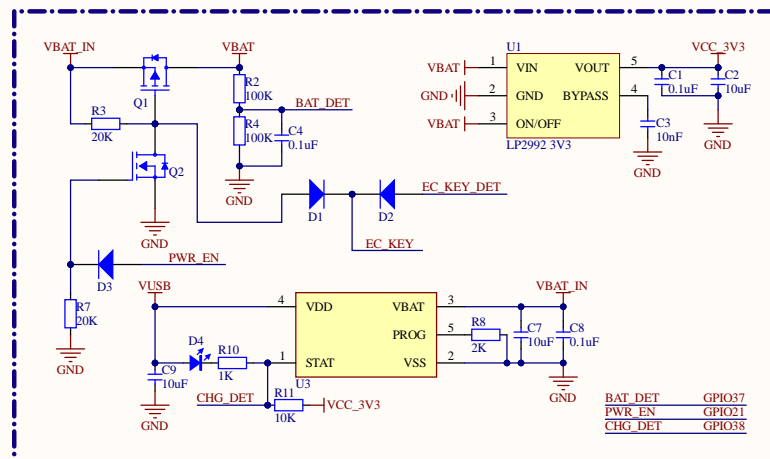 VBAT_IN
VBAT
Q1
R2
100K
BAT_DET
R3
20K
R4
100K
C4
0.1uF
Q2
GND
GND
D1
D2
EC_KEY_DET
EC_KEY
PWR_EN
D3
R7
20K
GND
U1
VBAT 1 VIN VOUT 5
GND 2 GND BYPASS 4
VBAT 3 ON/OFF
LP2992 3V3
VCC_3V3
C1
0.1uF
C2
10uF
C3
10nF
GND
GND
VUSB
4 VDD VBAT 3
PROG 5
1 STAT VSS 2
U3
D4
R10
1K
C9
10uF
GND
CHG_DET
R11
10K
VCC_3V3
R8
2K
VBAT_IN
C7
10uF
C8
0.1uF
GND
BAT_DET GPIO37
PWR_EN GPIO21
CHG_DET GPIO38